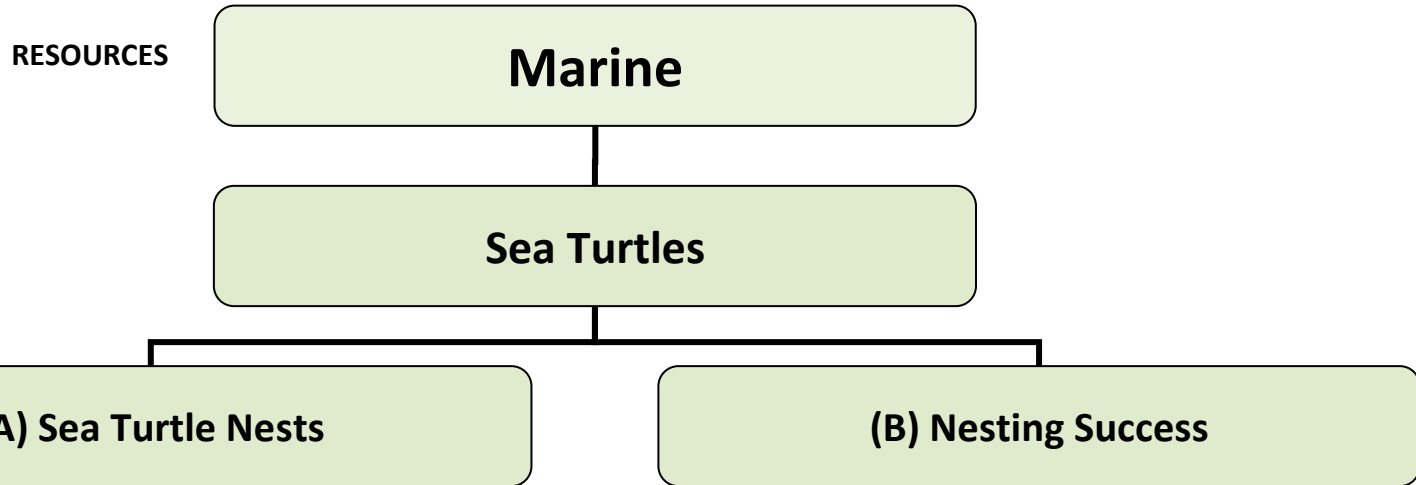 RESOURCES
Marine
Sea Turtles
A) Sea Turtle Nests
(B) Nesting Success